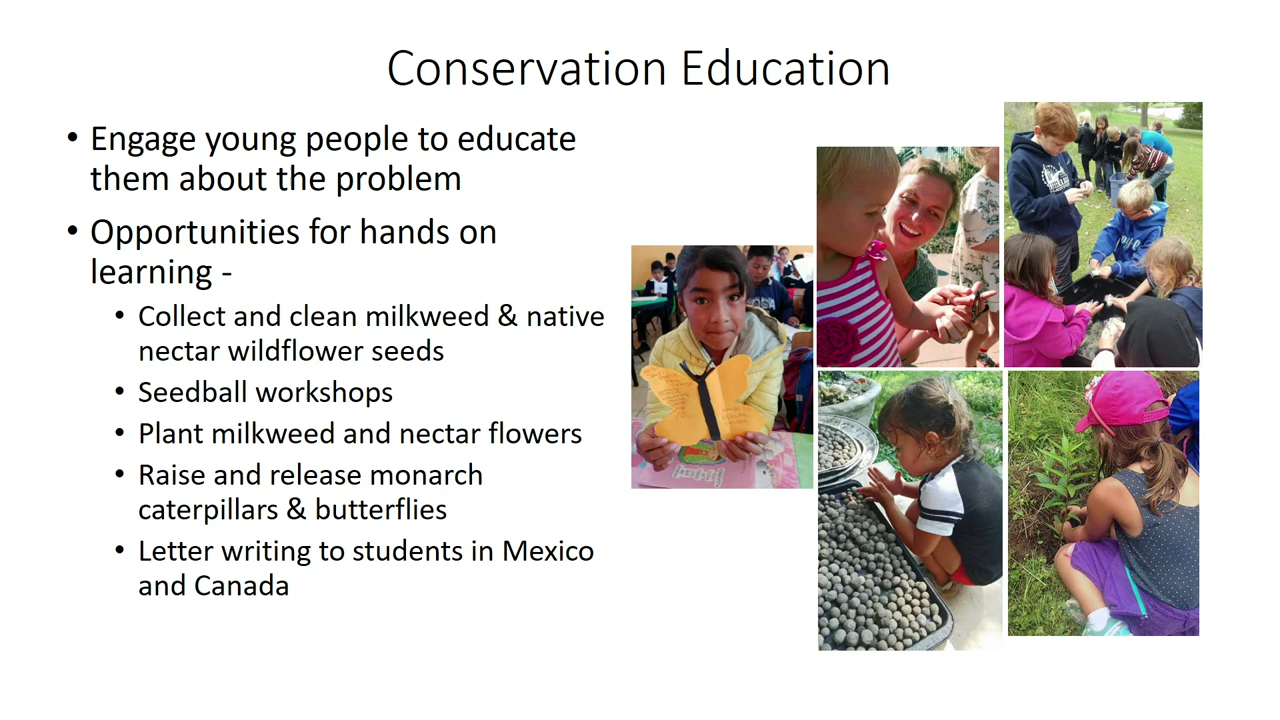 Conservation Education
• Engage young people to educate
them about the problem
• Opportunities for hands on
learning -
• Collect and clean milkweed & native
nectar wildflower seeds
• Seedball workshops
• Plant milkweed and nectar flowers
• Raise and release monarch
caterpillars & butterflies
• Letter writing to students in Mexico
and Canada